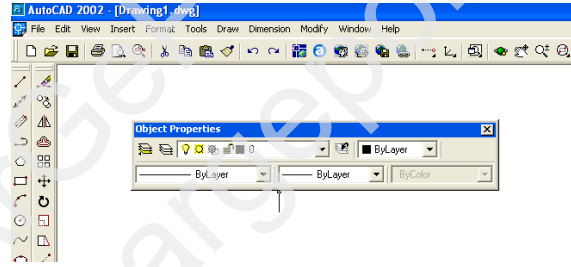 AutoCAD 2002 - [Drawing1.dwg]
File Edit View Insert Format Tools Draw Dimension Modify Window Help
Object Properties
0 ByLayer
ByLayer ByLayer ByColor